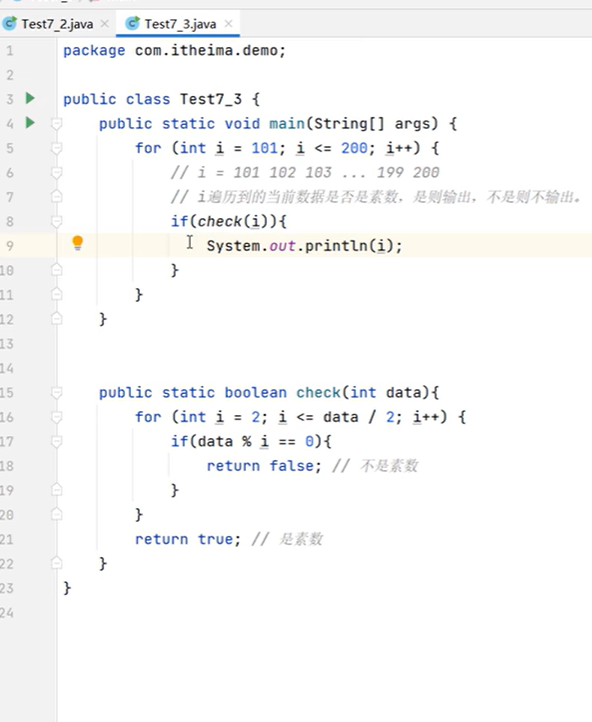 Test7_2.java Test7_3.java
1 package com.itheima.demo;
2
3 public class Test7_3 {
4 public static void main(String[] args) {
5 for (int i = 101; i <= 200; i++) {
6 // i = 101 102 103 ... 199 200
7 // i遍历到的当前数据是否是素数，是则输出，不是则不输出。
8 if(check(i)){
9 System.out.println(i);
10 }
11 }
12 }
13
14
15 public static boolean check(int data){
16 for (int i = 2; i <= data / 2; i++) {
17 if(data % i == 0){
18 return false; // 不是素数
19 }
20 }
21 return true; // 是素数
22 }
23 }
24